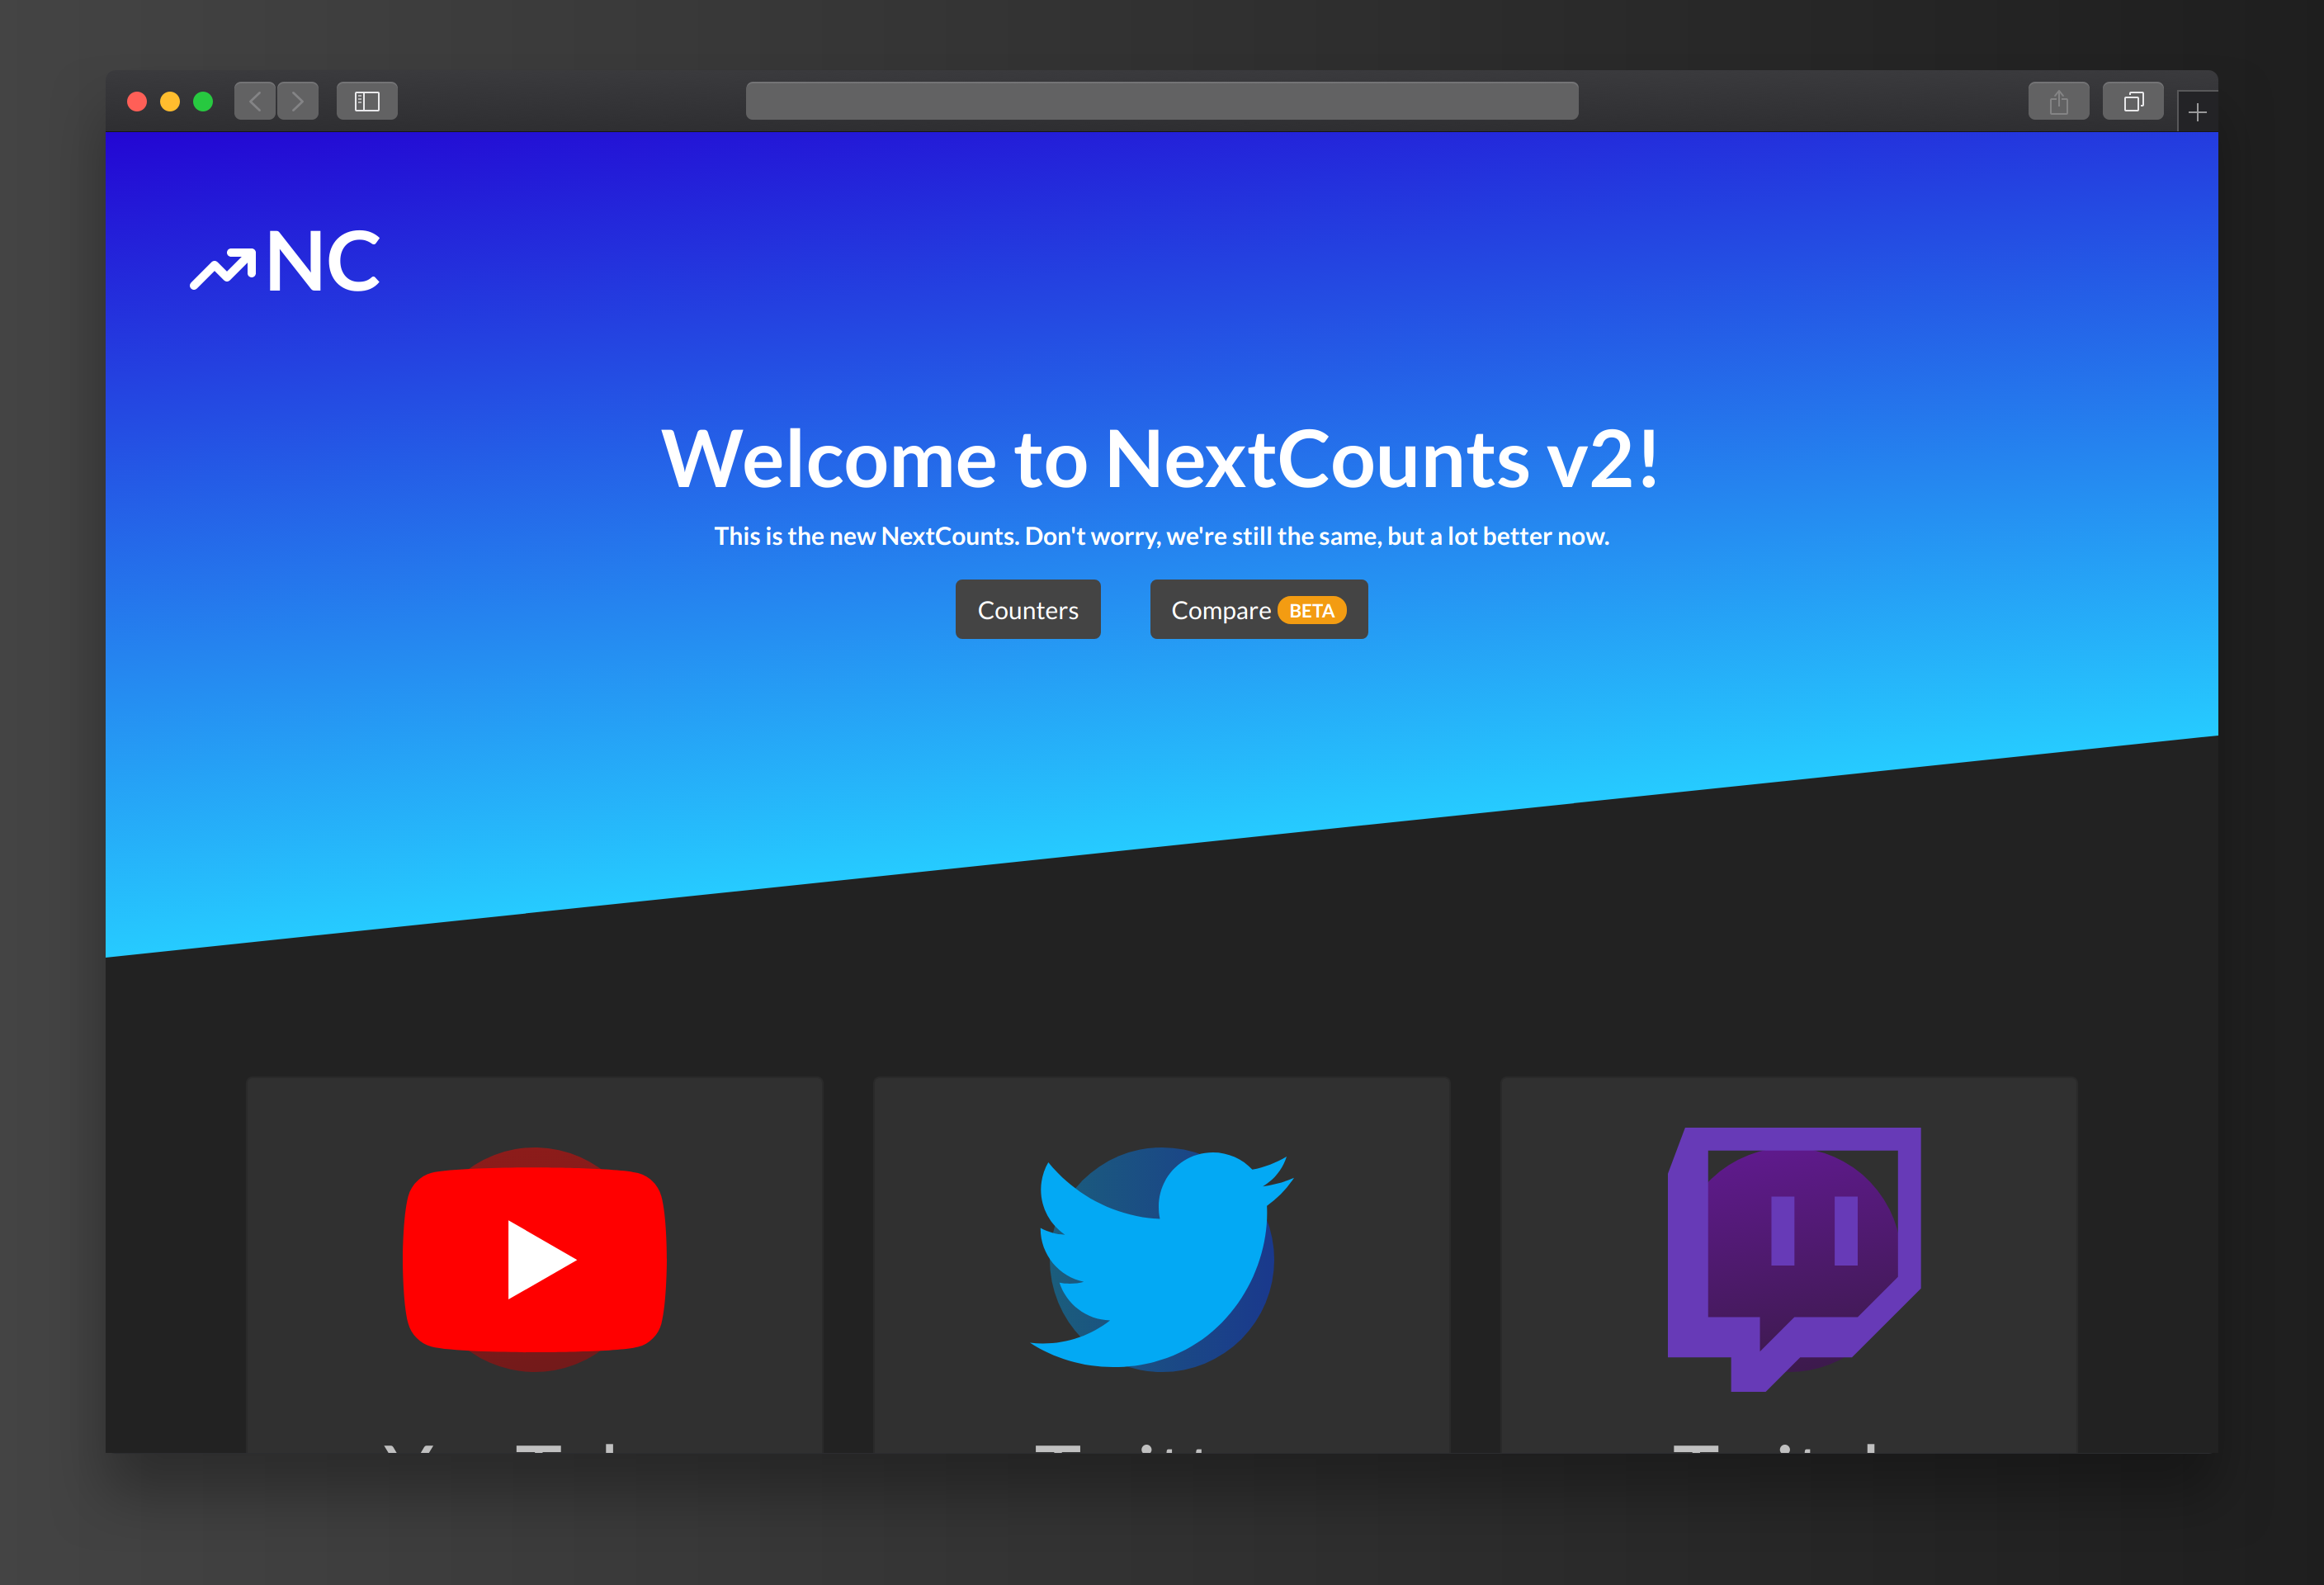 NC
Welcome to NextCounts v2!
This is the new NextCounts. Don't worry, we're still the same, but a lot better now.
Counters
Compare BETA